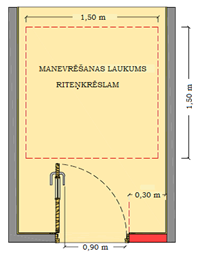 1,50 m
MANEVRĒŠANAS LAUKUMS
RITEŅKRĒSLAM
1,50 m
0,30 m
0,90 m